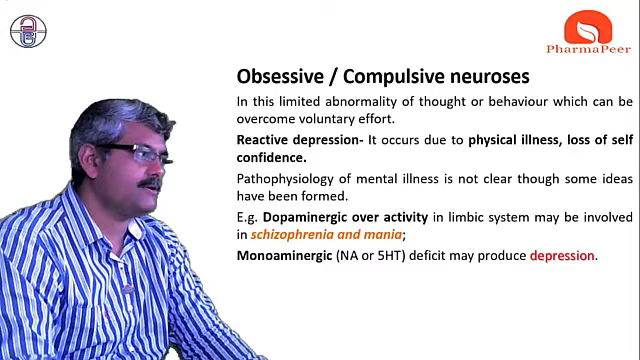 PharmaPeer
Obsessive / Compulsive neuroses
In this limited abnormality of thought or behaviour which can be
overcome voluntary effort.
Reactive depression- It occurs due to physical illness, loss of self
confidence.
Pathophysiology of mental illness is not clear though some ideas
have been formed.
E.g. Dopaminergic over activity in limbic system may be involved
in schizophrenia and mania;
Monoaminergic (NA or 5HT) deficit may produce depression.